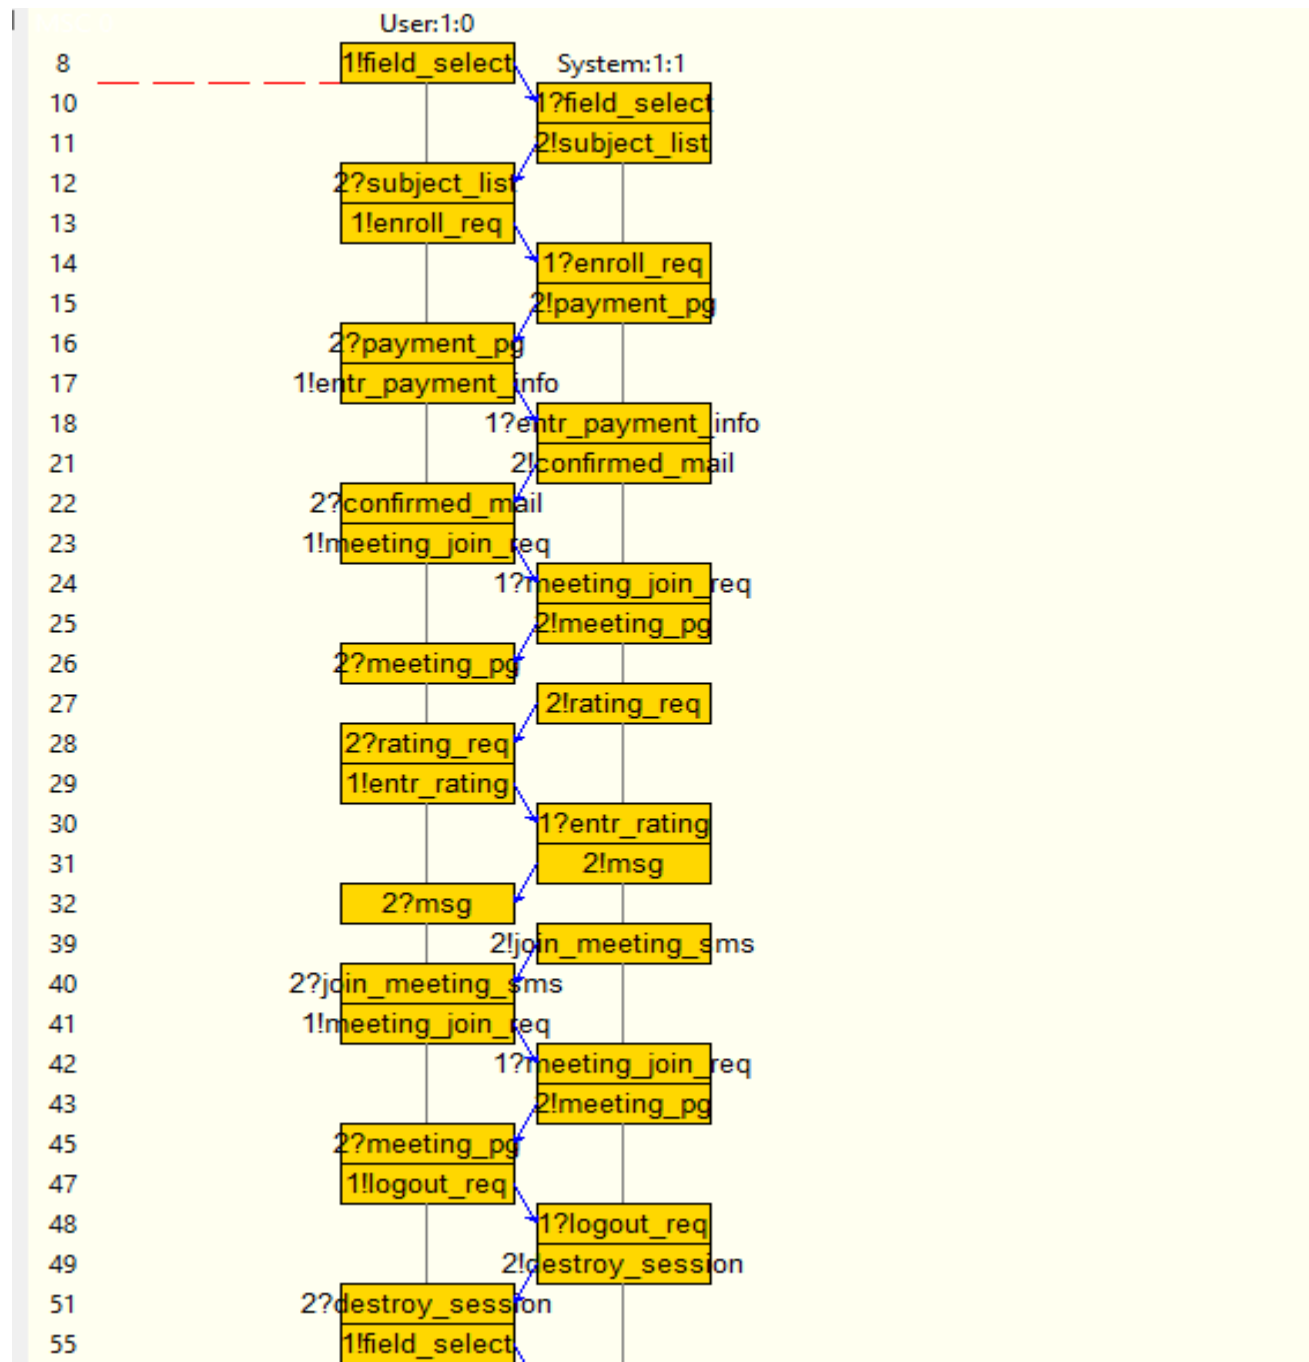 User:1:0
8 1!field_select System:1:1
10 1?field_select
11 2!subject_list
12 2?subject_list
13 1!enroll_req
14 1?enroll_req
15 2!payment_pg
16 2?payment_pg
17 1!entr_payment_info
18 1?entr_payment_info
21 2!confirmed_mail
22 2?confirmed_mail
23 1!meeting_join_req
24 1?meeting_join_req
25 2!meeting_pg
26 2?meeting_pg
27 2!rating_req
28 2?rating_req
29 1!entr_rating
30 1?entr_rating
31 2!msg
32 2?msg
39 2!join_meeting_sms
40 2?join_meeting_sms
41 1!meeting_join_req
42 1?meeting_join_req
43 2!meeting_pg
45 2?meeting_pg
47 1!logout_req
48 1?logout_req
49 2!destroy_session
51 2?destroy_session
55 1!field_select